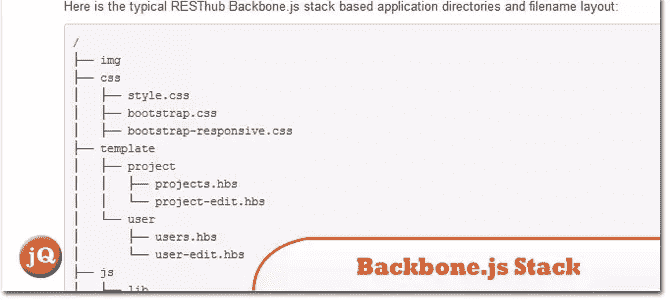 Here is the typical RESThub Backbone.js stack based application directories and filename layout:
/
├── img
├── css
│   ├── style.css
│   ├── bootstrap.css
│   ├── bootstrap-responsive.css
├── template
│   ├── project
│   │   ├── projects.hbs
│   │   └── project-edit.hbs
│   └── user
│       ├── users.hbs
│       └── user-edit.hbs
├── js
│   ├── lib
jQ
Backbone.js Stack